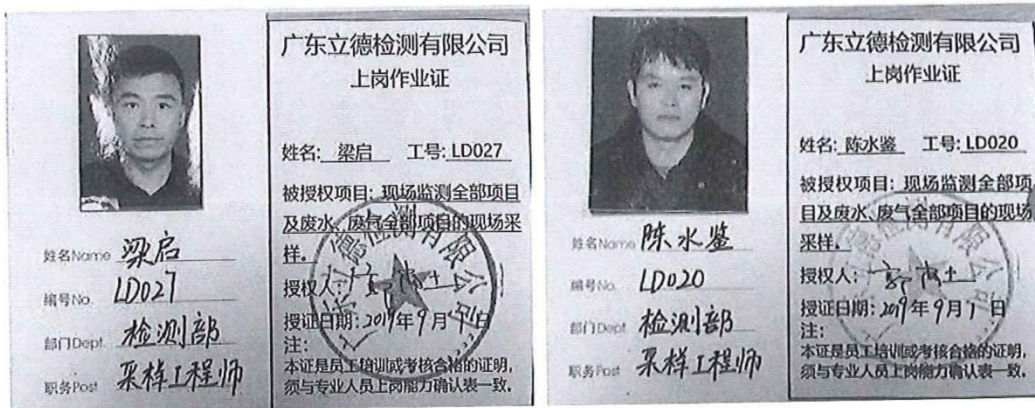 姓名Name 梁启
编号No. LD027
部门Dept. 检测部
职务Post 采样工程师
广东立德检测有限公司
上岗作业证
姓名: 梁启 工号: LD027
被授权项目: 现场监测全部项目
及废水、废气全部项目的现场采
样。
授权人:
授证日期: 2019年9月 日
注:
本证是员工培训或考核合格的证明,
须与专业人员上岗能力确认表一致。
姓名Name 陈水鉴
编号No. LD020
部门Dept. 检测部
职务Post 采样工程师
广东立德检测有限公司
上岗作业证
姓名: 陈水鉴 工号: LD020
被授权项目: 现场监测全部项
目及废水、废气全部项目的现场
采样。
授权人:
授证日期: 2019年9月1日
注:
本证是员工培训或考核合格的证明,
须与专业人员上岗能力确认表一致。